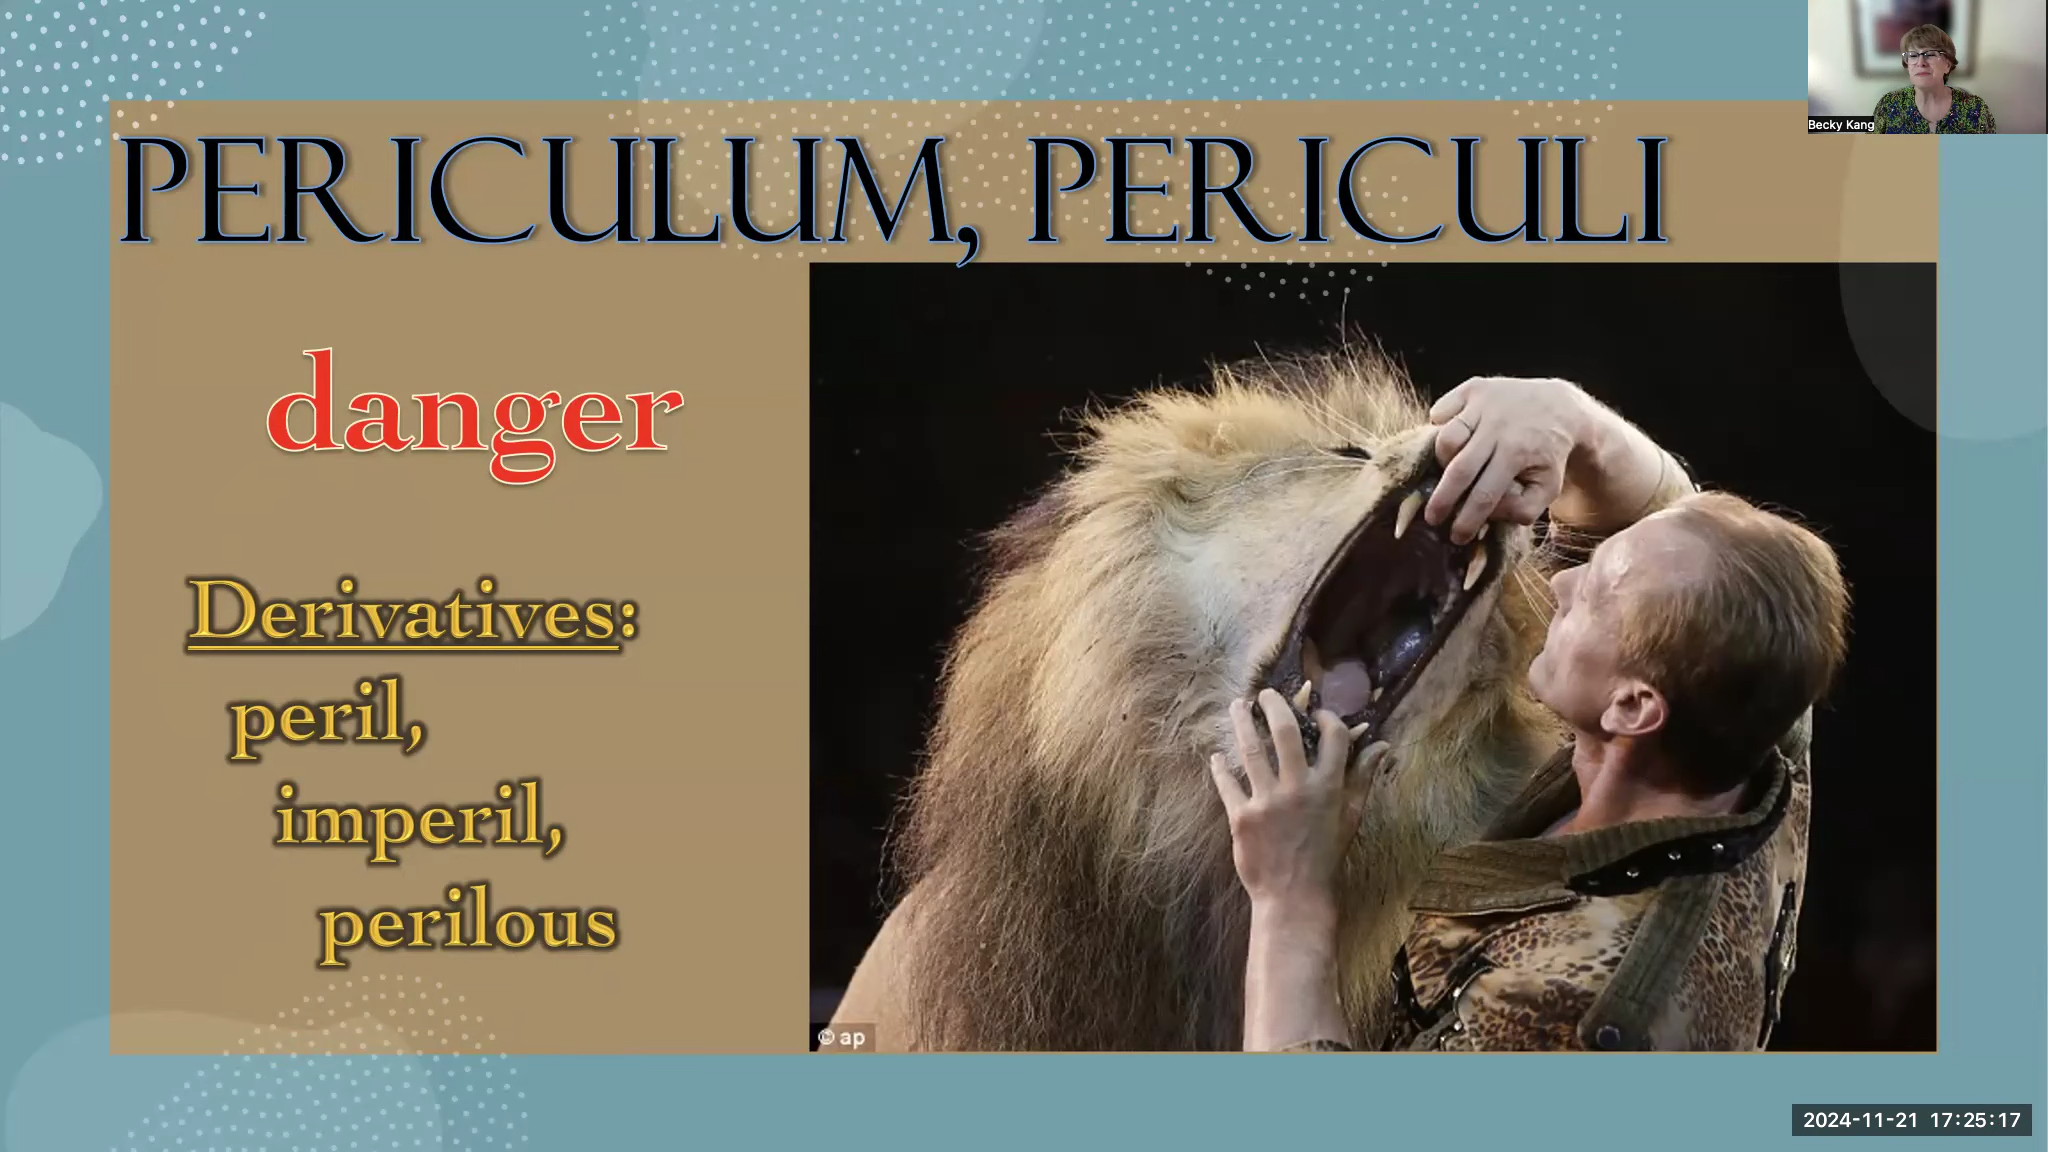 PERICULUM, PERICULI
Becky Kang
danger
Derivatives:
peril,
imperil,
perilous
© ap
2024-11-21 17:25:17